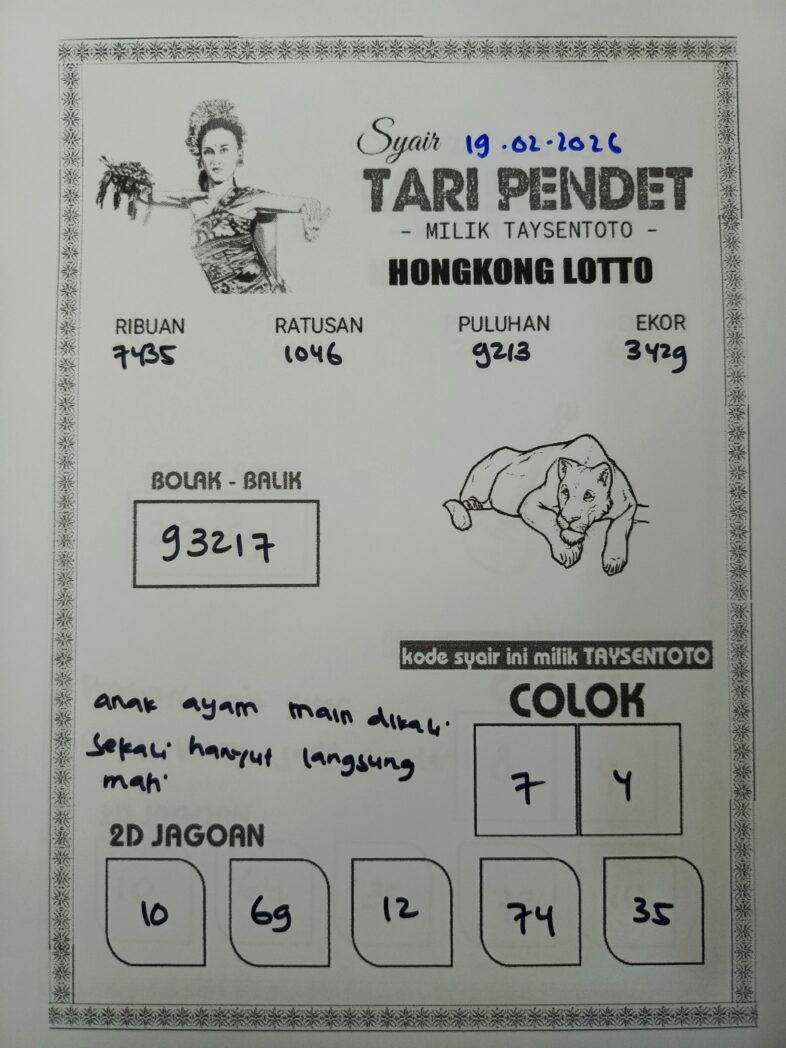 Syair 19.02.2026
TARI PENDET
- MILIK TAYSENTOTO -
HONGKONG LOTTO
RIBUAN RATUSAN PULUHAN EKOR
7435 1046 9213 3429
BOLAK - BALIK
93217
kode syair ini milik TAYSENTOTO
COLOK
7 4
anak ayam main dikali
sekali hanyut langsung
mati
2D JAGOAN
10 69 12 74 35